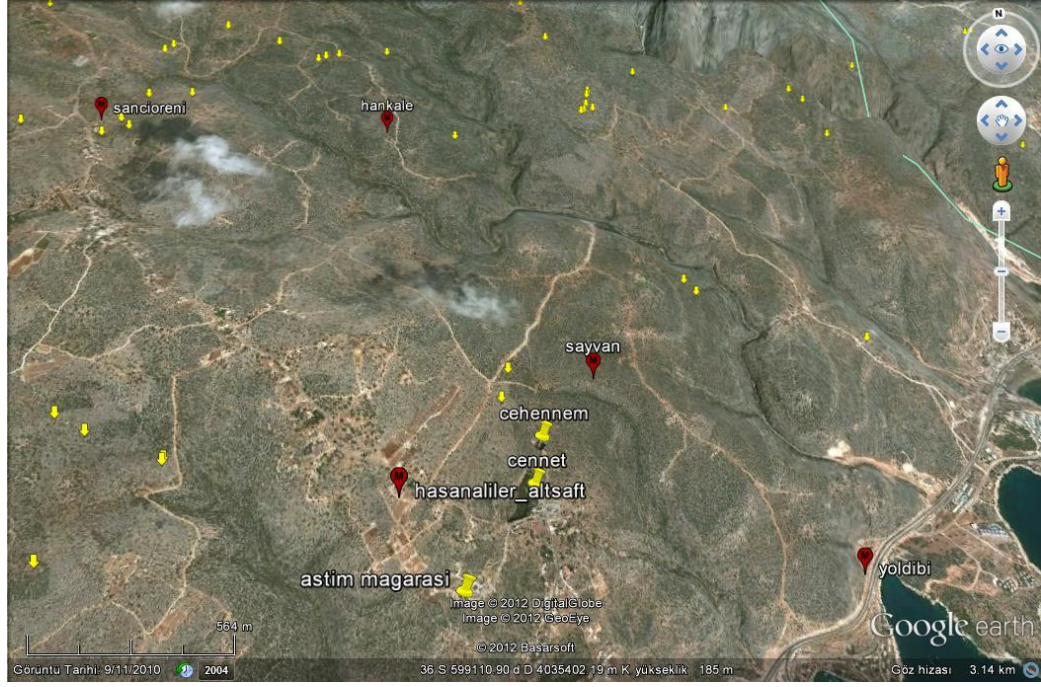 N
sancioreni
hankale
sayvan
cehennem
cennet
hasanaliler_altsaft
yoldibi
astim magarasi
Image © 2012 DigitalGlobe
Image © 2012 GeoEye
Google earth
564 m
© 2012 Basarsoft
Görüntü Tarihi: 9/11/2010 2004 36 S 599110.90 d D 4035402.19 m K yükseklik 185 m Göz hizası 3.14 km